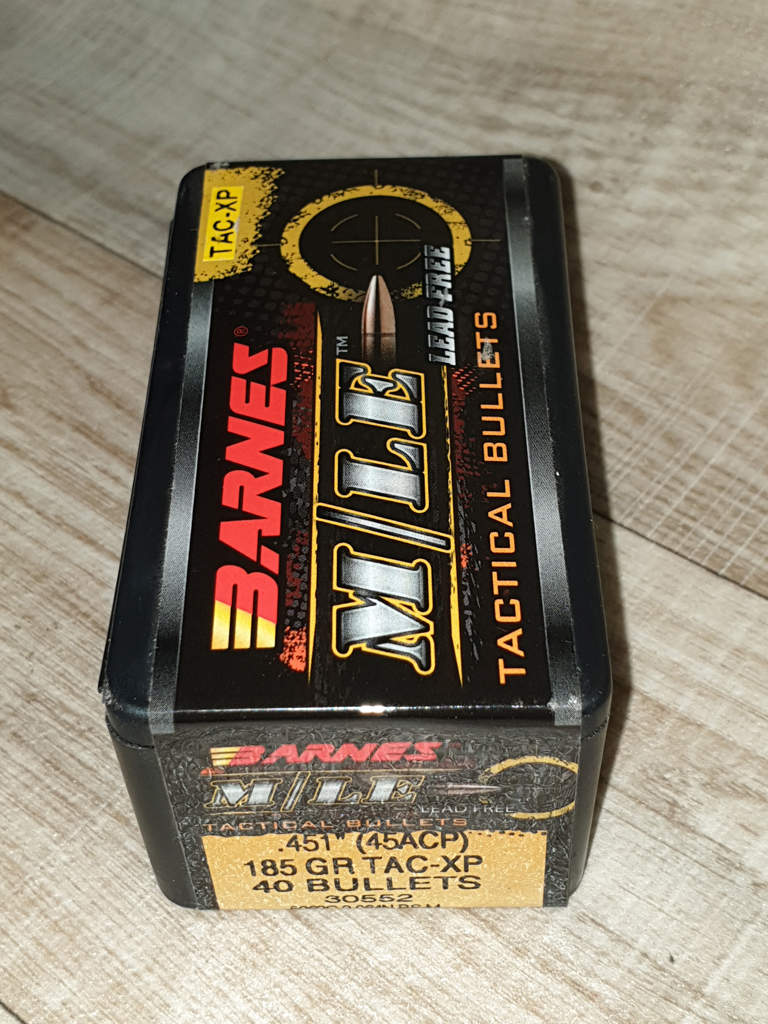 TAC-XP
BARNES®
M/LE™
LEAD-FREE
TACTICAL BULLETS
BARNES
M/LE
LEAD FREE
TACTICAL BULLETS
.451" (45ACP)
185 GR TAC-XP
40 BULLETS
30552